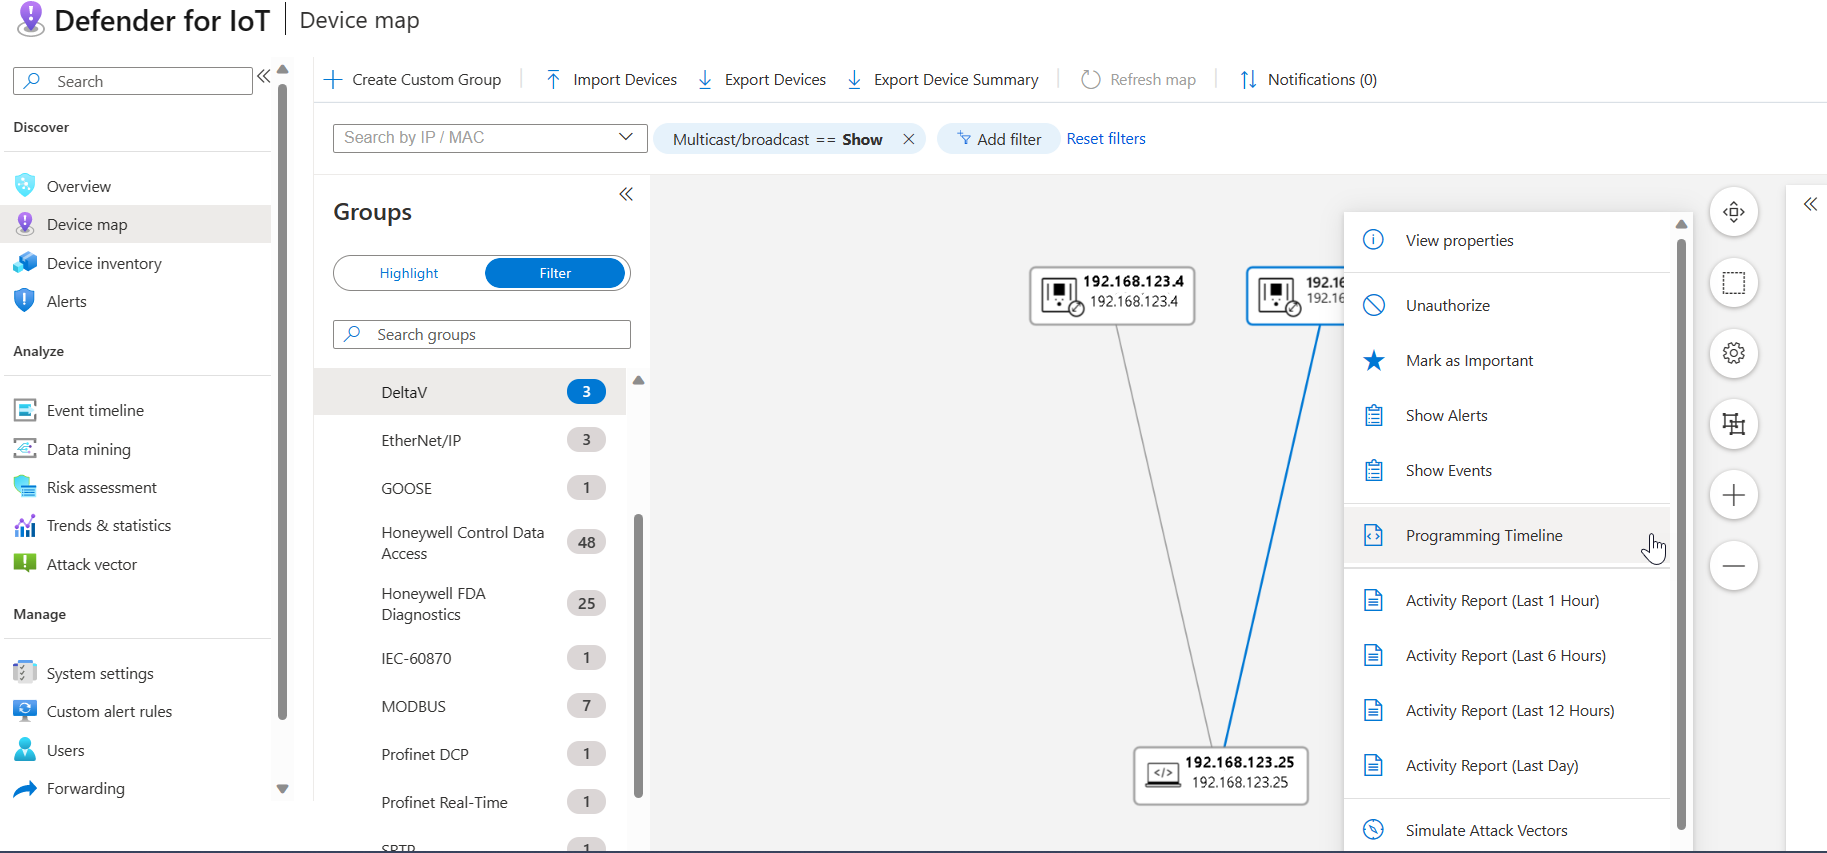 Defender for IoT | Device map
Search
Discover
Overview
Device map
Device inventory
Alerts
Analyze
Event timeline
Data mining
Risk assessment
Trends & statistics
Attack vector
Manage
System settings
Custom alert rules
Users
Forwarding
Create Custom Group
Import Devices
Export Devices
Export Device Summary
Refresh map
Notifications (0)
Search by IP / MAC
Multicast/broadcast == Show
Add filter
Reset filters
Groups
Highlight
Filter
Search groups
DeltaV 3
EtherNet/IP 3
GOOSE 1
Honeywell Control Data
Access 48
Honeywell FDA
Diagnostics 25
IEC-60870 1
MODBUS 7
Profinet DCP 1
Profinet Real-Time 1
SRTP 1
192.168.123.4
192.168.123.4
192.16
192.16
192.168.123.25
192.168.123.25
View properties
Unauthorize
Mark as Important
Show Alerts
Show Events
Programming Timeline
Activity Report (Last 1 Hour)
Activity Report (Last 6 Hours)
Activity Report (Last 12 Hours)
Activity Report (Last Day)
Simulate Attack Vectors